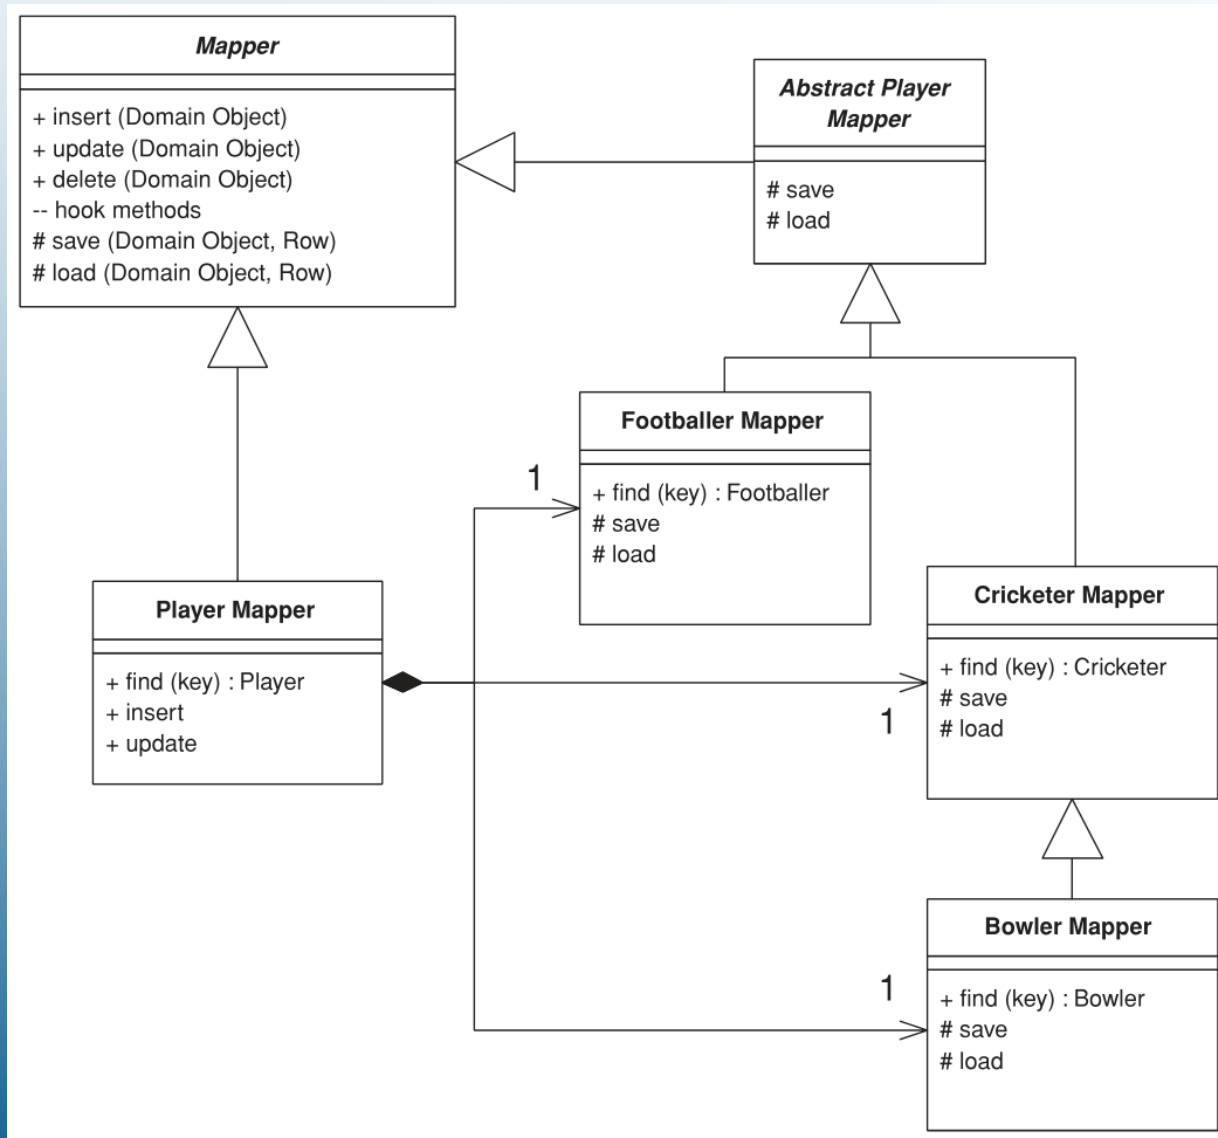 Mapper
+ insert (Domain Object)
+ update (Domain Object)
+ delete (Domain Object)
-- hook methods
# save (Domain Object, Row)
# load (Domain Object, Row)
Abstract Player
Mapper
# save
# load
Footballer Mapper
+ find (key) : Footballer
# save
# load
1
Player Mapper
+ find (key) : Player
+ insert
+ update
Cricketer Mapper
+ find (key) : Cricketer
# save
# load
1
Bowler Mapper
+ find (key) : Bowler
# save
# load
1